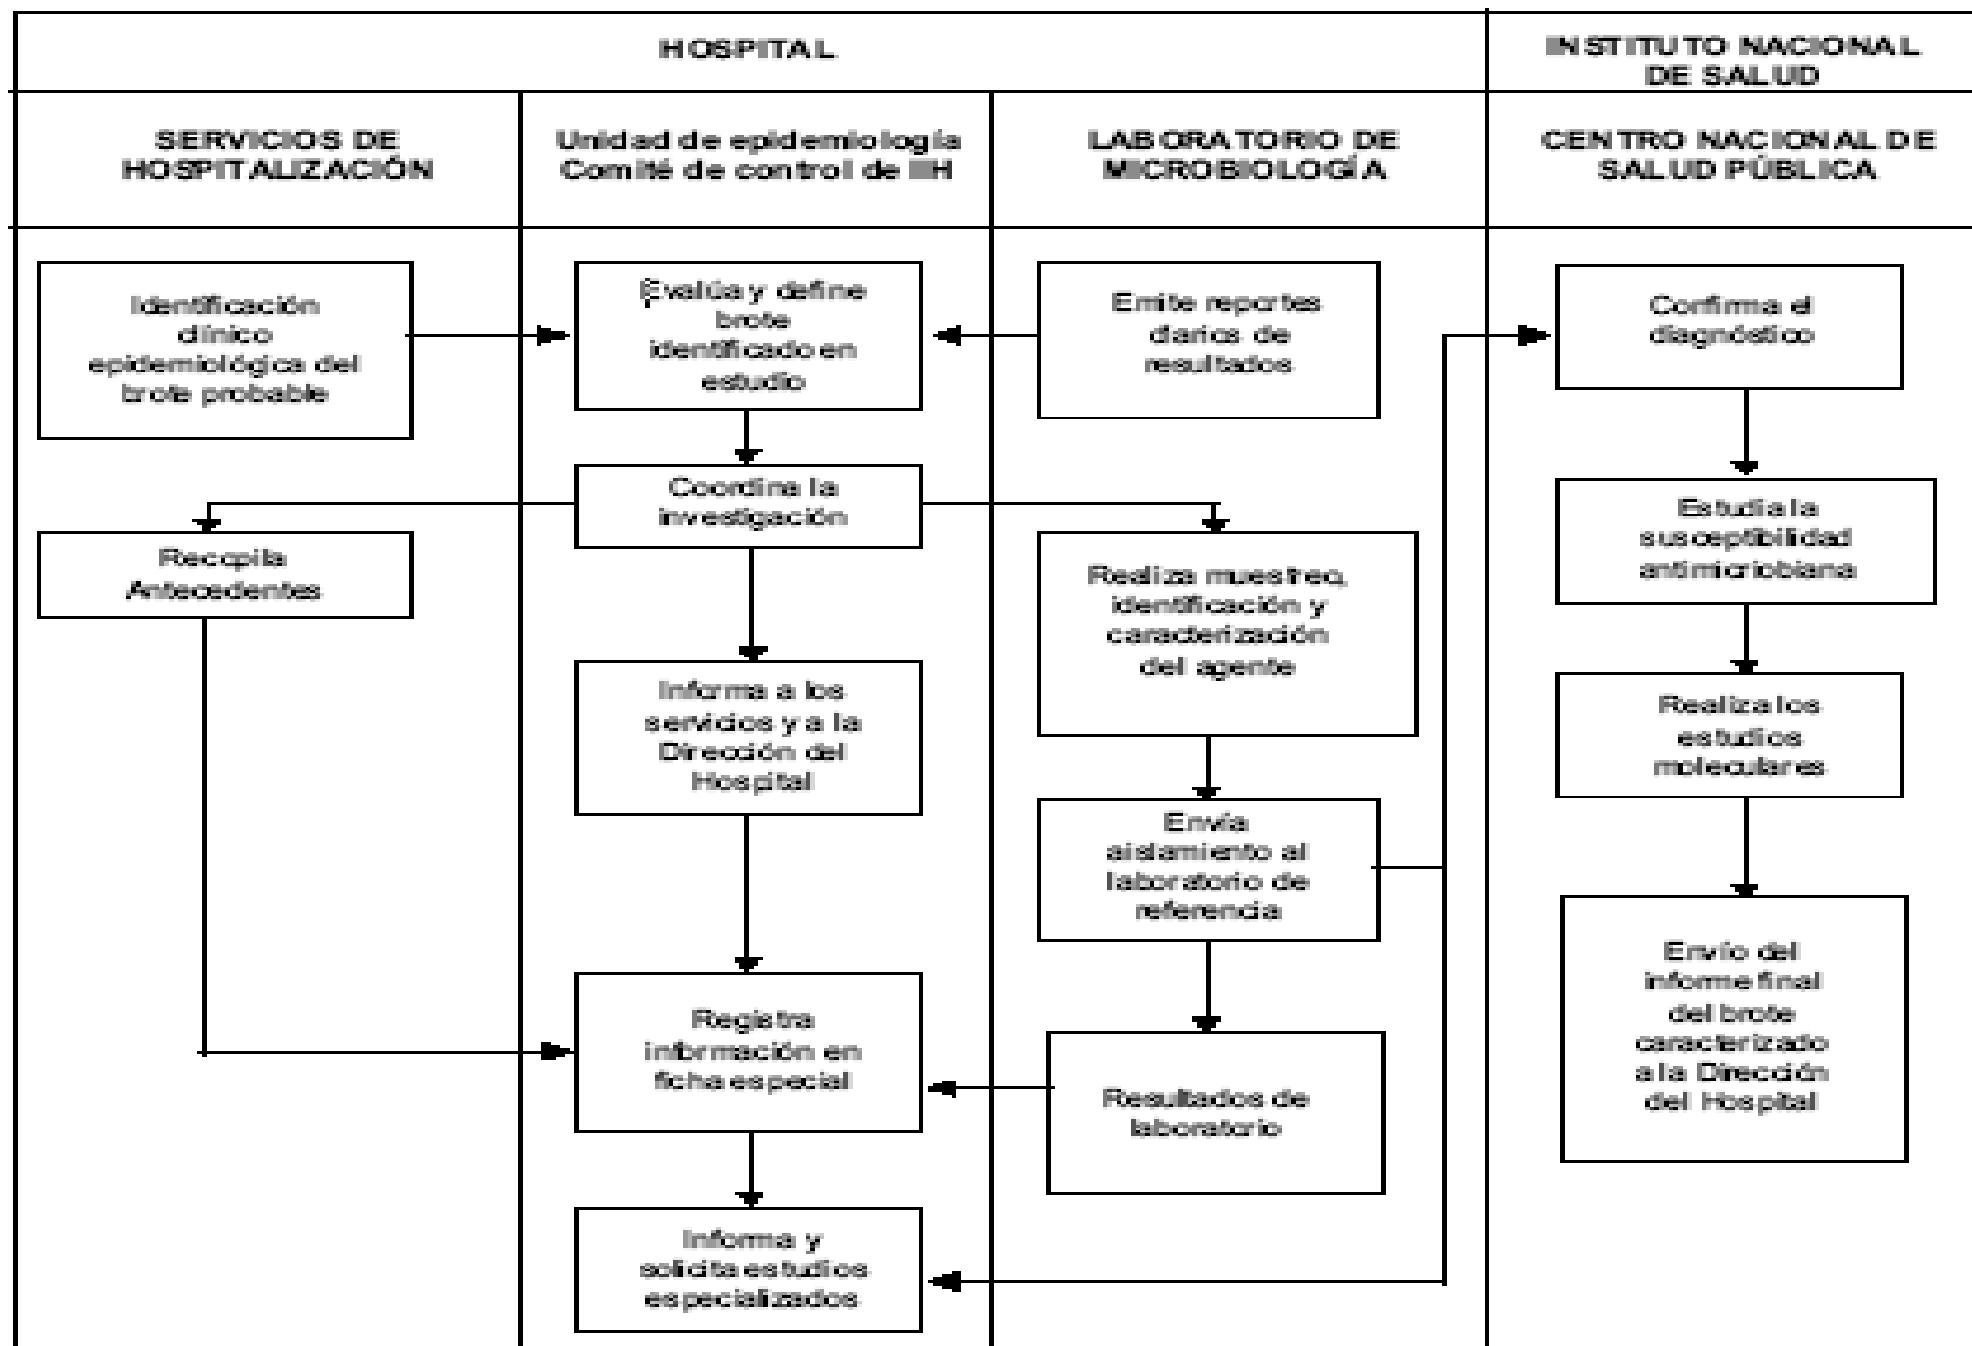 HOSPITAL
INSTITUTO NACIONAL
DE SALUD
SERVICIOS DE
HOSPITALIZACIÓN
Unidad de epidemiología
Comité de control de IIH
LABORATORIO DE
MICROBIOLOGÍA
CENTRO NACIONAL DE
SALUD PÚBLICA
Identificación
clínico
epidemiológica del
brote probable
Evalúa y define
brote
identificado en
estudio
Emite reportes
diarios de
resultados
Confirma el
diagnóstico
Coordina la
investigación
Recopila
Antecedentes
Realiza muestreo,
identificación y
caracterización
del agente
Estudia la
susceptibilidad
antimicriobiana
Informa a los
servicios y a la
Dirección del
Hospital
Realiza los
estudios
moleculares
Envía
aislamiento al
laboratorio de
referencia
Envío del
informe final
del brote
caracterizado
a la Dirección
del Hospital
Registra
información en
ficha especial
Resultados de
laboratorio
Informa y
solicita estudios
especializados